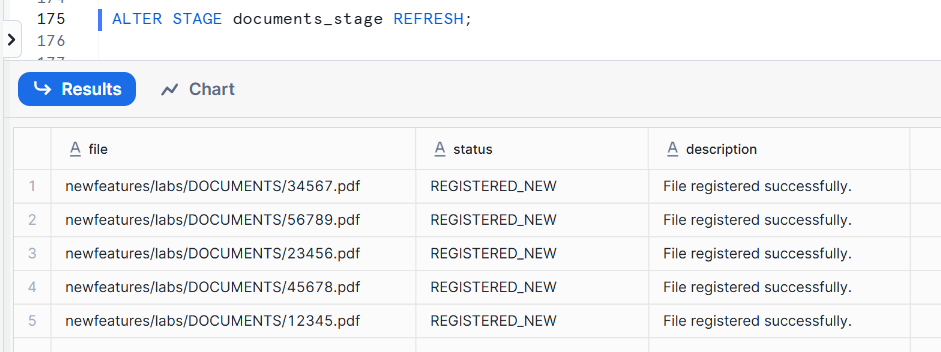 174
175 ALTER STAGE documents_stage REFRESH;
176
177
Results Chart
A file A status A description
1 newfeatures/labs/DOCUMENTS/34567.pdf REGISTERED_NEW File registered successfully.
2 newfeatures/labs/DOCUMENTS/56789.pdf REGISTERED_NEW File registered successfully.
3 newfeatures/labs/DOCUMENTS/23456.pdf REGISTERED_NEW File registered successfully.
4 newfeatures/labs/DOCUMENTS/45678.pdf REGISTERED_NEW File registered successfully.
5 newfeatures/labs/DOCUMENTS/12345.pdf REGISTERED_NEW File registered successfully.